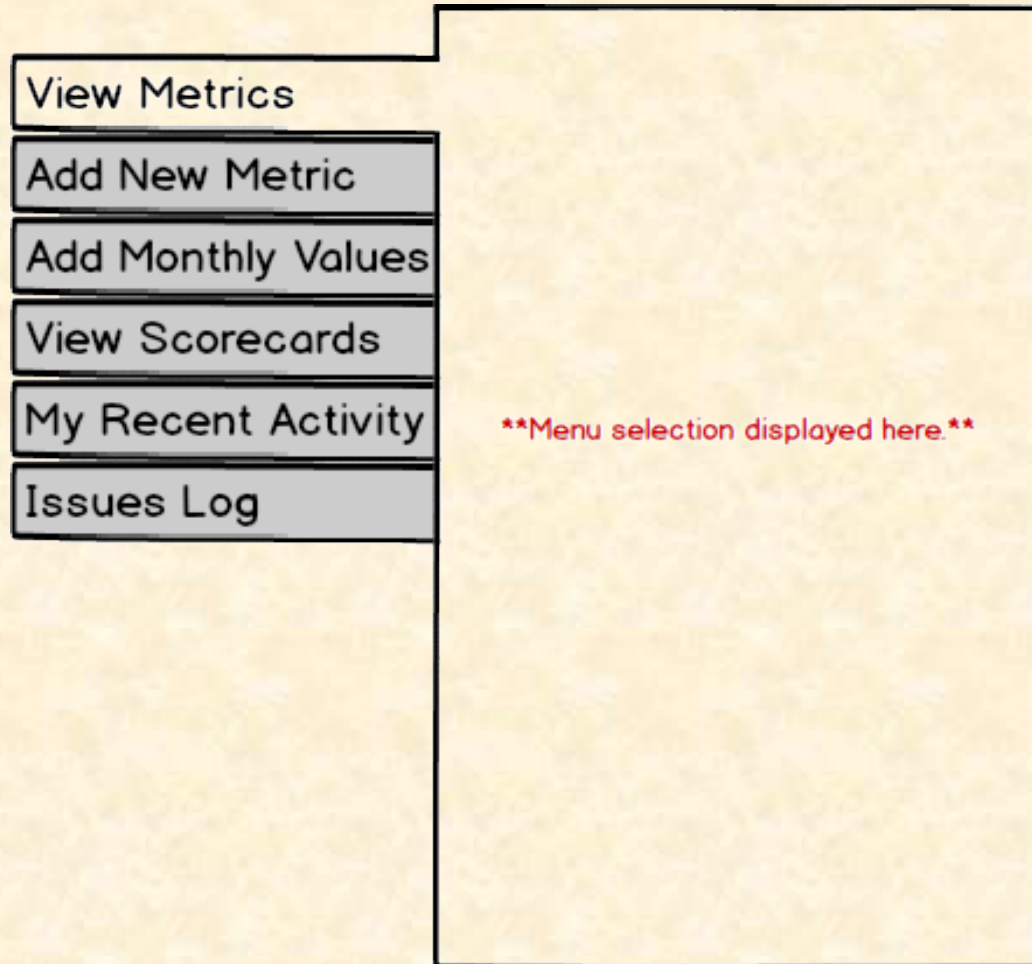 View Metrics
Add New Metric
Add Monthly Values
View Scorecards
My Recent Activity
**Menu selection displayed here.**
Issues Log